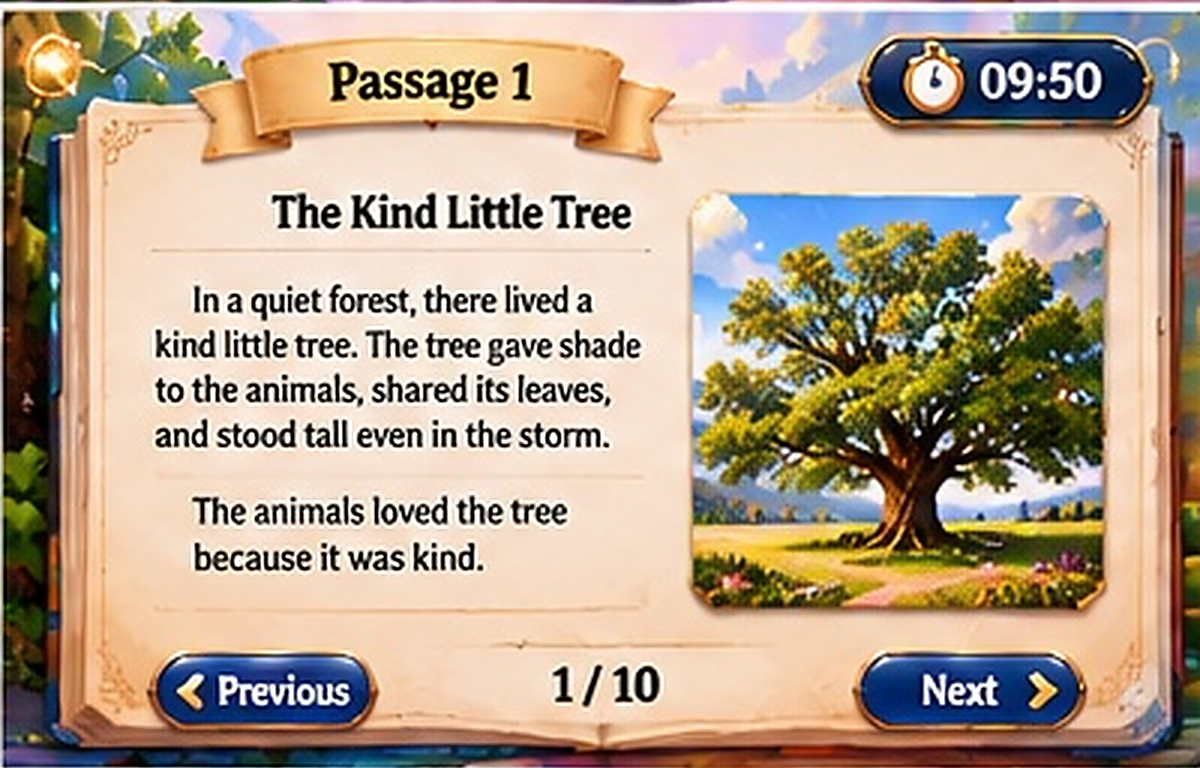 Passage 1
09:50
The Kind Little Tree
In a quiet forest, there lived a
kind little tree. The tree gave shade
to the animals, shared its leaves,
and stood tall even in the storm.
The animals loved the tree
because it was kind.
Previous
1 / 10
Next